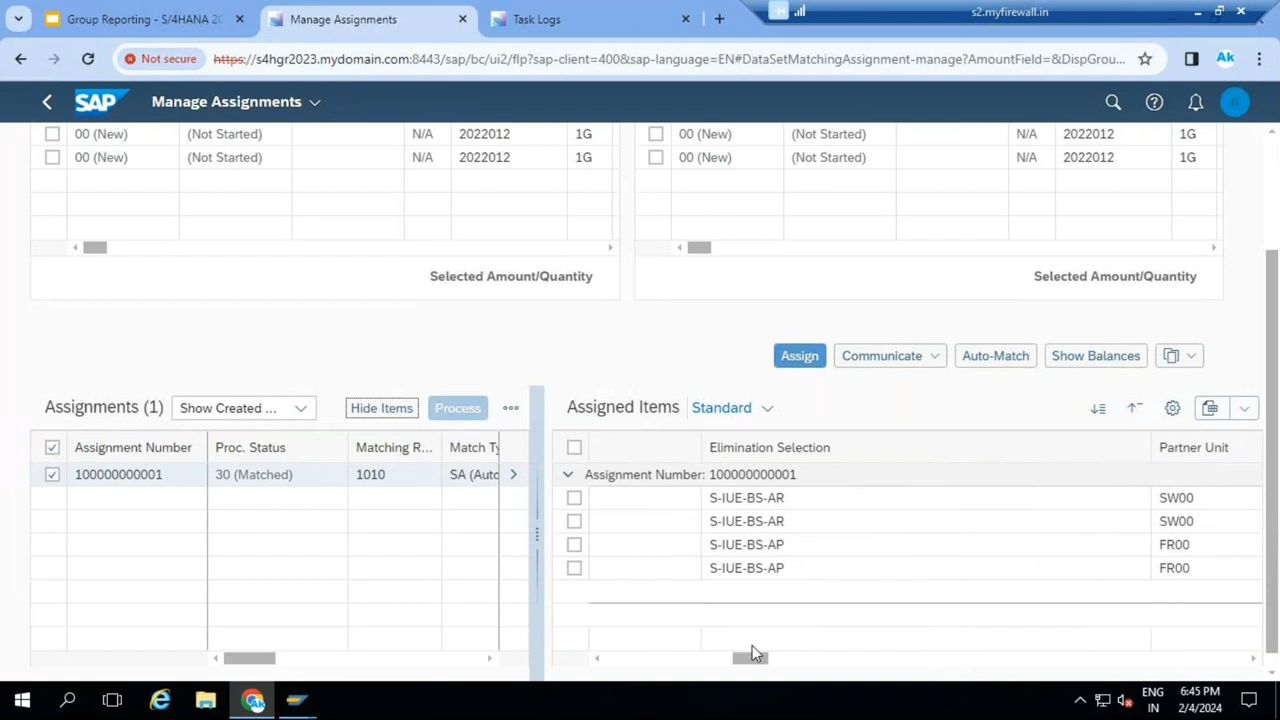 Group Reporting - S/4HANA 20
Manage Assignments
Task Logs
s2.myfirewall.in
Not secure
https://s4hgr2023.mydomain.com:8443/sap/bc/ui2/flp?sap-client=400&sap-language=EN#DataSetMatchingAssignment-manage?AmountField=&DispGrou...
Ak
SAP
Manage Assignments
00 (New) (Not Started) N/A 2022012 1G
00 (New) (Not Started) N/A 2022012 1G
00 (New) (Not Started) N/A 2022012 1G
00 (New) (Not Started) N/A 2022012 1G
Selected Amount/Quantity
Selected Amount/Quantity
Assign
Communicate
Auto-Match
Show Balances
Assignments (1)
Show Created ...
Hide Items
Process
Assigned Items
Standard
Assignment Number Proc. Status Matching R... Match Ty
100000000001 30 (Matched) 1010 SA (Auto
Elimination Selection Partner Unit
Assignment Number: 100000000001
S-IUE-BS-AR SW00
S-IUE-BS-AR SW00
S-IUE-BS-AP FR00
S-IUE-BS-AP FR00
ENG
IN
6:45 PM
2/4/2024